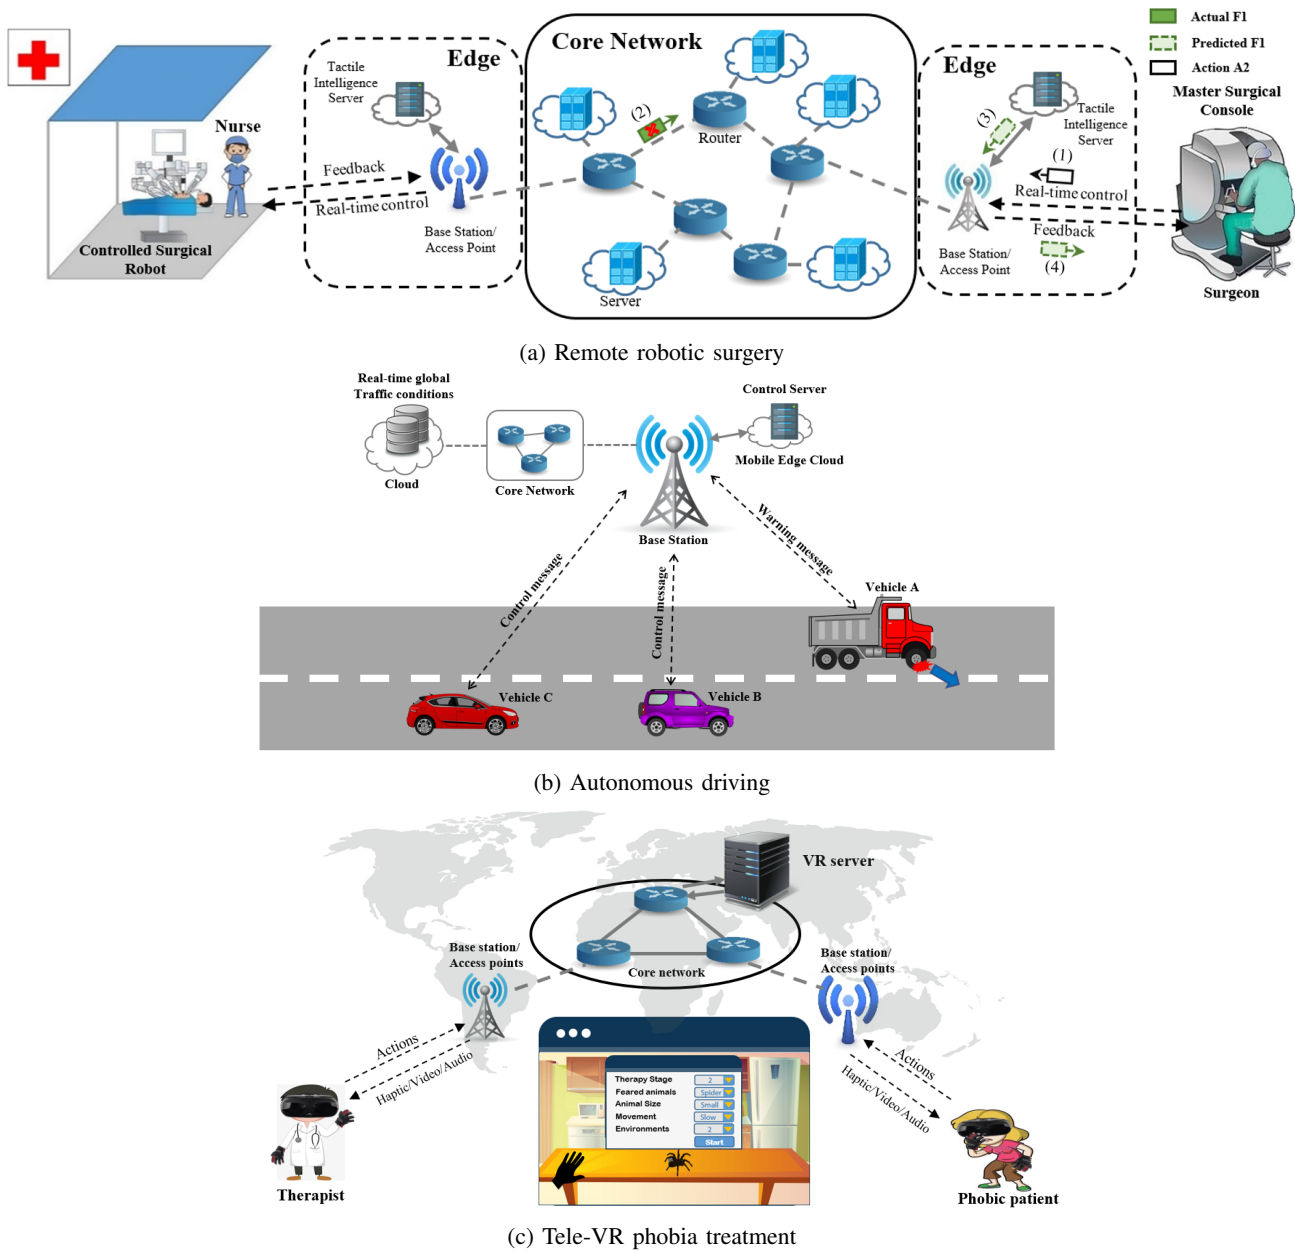 Edge
Tactile
Intelligence
Server
Nurse
Feedback
Real-time control
Base Station/
Access Point
Controlled Surgical
Robot
Core Network
(2)
Router
Server
Edge
(3)
Tactile
Intelligence
Server
(1)
Real-time control
Feedback
(4)
Base Station/
Access Point
Actual F1
Predicted F1
Action A2
Master Surgical
Console
Surgeon
(a) Remote robotic surgery
Real-time global
Traffic conditions
Cloud
Core Network
Control Server
Mobile Edge Cloud
Base Station
Control message
Control message
Warning message
Vehicle A
Vehicle B
Vehicle C
(b) Autonomous driving
VR server
Core network
Base station/
Access points
Base station/
Access points
Actions
Haptic/Video/Audio
Actions
Haptic/Video/Audio
Therapy Stage 2
Feared animals Spider
Animal Size Small
Movement Slow
Environments 2
Start
Therapist
Phobic patient
(c) Tele-VR phobia treatment